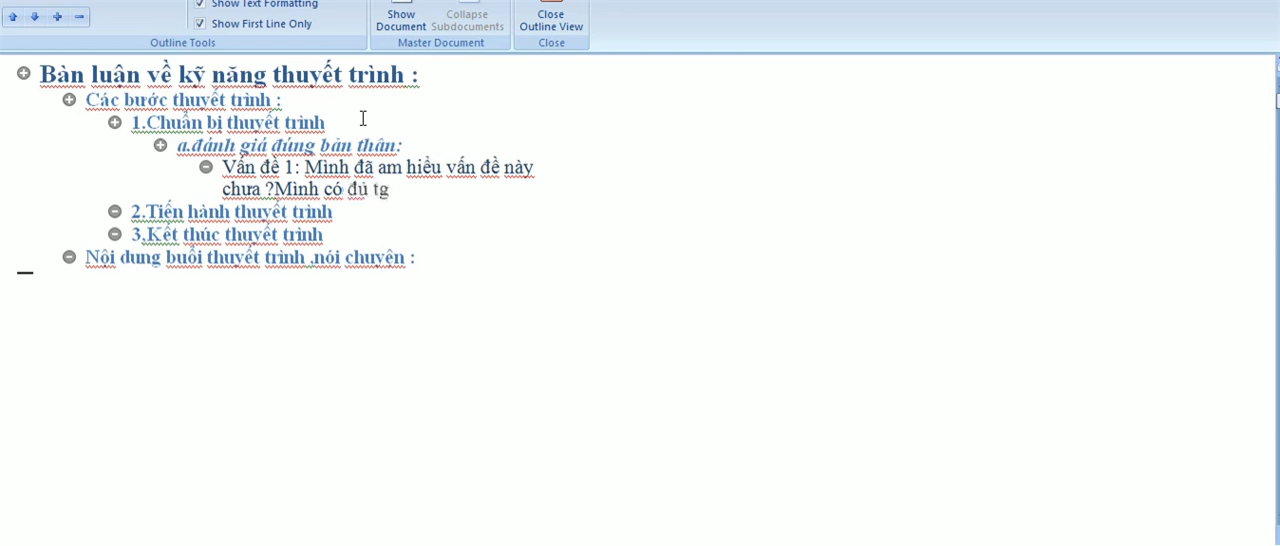 Show Text Formatting
Show First Line Only
Outline Tools
Show Document
Collapse Subdocuments
Master Document
Close Outline View
Close
Bàn luận về kỹ năng thuyết trình :
Các bước thuyết trình :
1.Chuẩn bị thuyết trình
a.đánh giá đúng bản thân:
Vấn đề 1: Mình đã am hiểu vấn đề này
chưa ?Mình có đủ tg
2.Tiến hành thuyết trình
3,Kết thúc thuyết trình
Nội dung buổi thuyết trình ,nói chuyện :